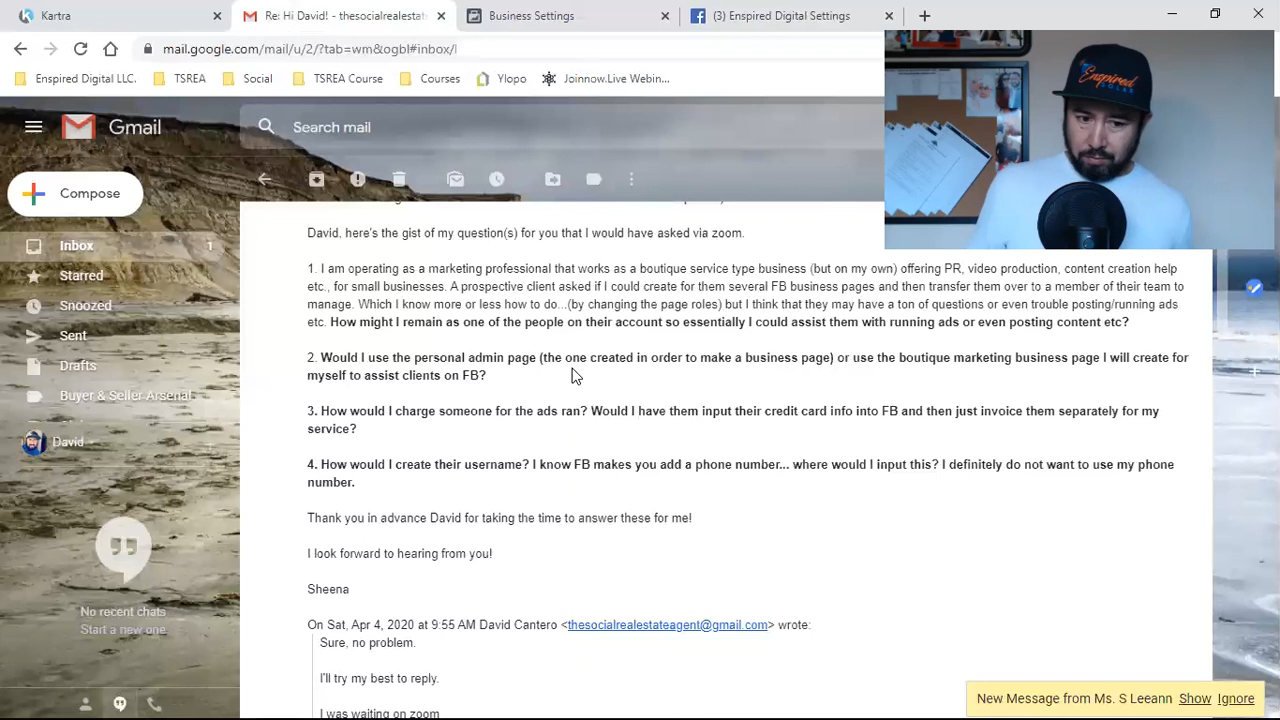 Kartra
Re: Hi David! - socialrealestat
Business Settings
(3) Enspired Digital Settings
mail.google.com/mail/u/2/?tab=wm&ogbl#inbox/
Enspired Digital LLC.
TSREA
Social
TSREA Course
Courses
Ylopo
Joinnow.Live Webin...
Gmail
Search mail
Enspired
SOLAR
Compose
Inbox
1
Starred
Snoozed
Sent
Drafts
Buyer & Seller Arsenal
David
No recent chats
Start a new one
David, here's the gist of my question(s) for you that I would have asked via zoom.
1. I am operating as a marketing professional that works as a boutique service type business (but on my own) offering PR, video production, content creation help
etc., for small businesses. A prospective client asked if I could create for them several FB business pages and then transfer them over to a member of their team to
manage. Which I know more or less how to do...(by changing the page roles) but I think that they may have a ton of questions or even trouble posting/running ads
etc. How might I remain as one of the people on their account so essentially I could assist them with running ads or even posting content etc?
2. Would I use the personal admin page (the one created in order to make a business page) or use the boutique marketing business page I will create for
myself to assist clients on FB?
3. How would I charge someone for the ads ran? Would I have them input their credit card info into FB and then just invoice them separately for my
service?
4. How would I create their username? I know FB makes you add a phone number... where would I input this? I definitely do not want to use my phone
number.
Thank you in advance David for taking the time to answer these for me!
I look forward to hearing from you!
Sheena
On Sat, Apr 4, 2020 at 9:55 AM David Cantero <thesocialrealestateagent@gmail.com> wrote:
Sure, no problem.
I'll try my best to reply.
I was waiting on zoom
New Message from Ms. S Leeann Show Ignore